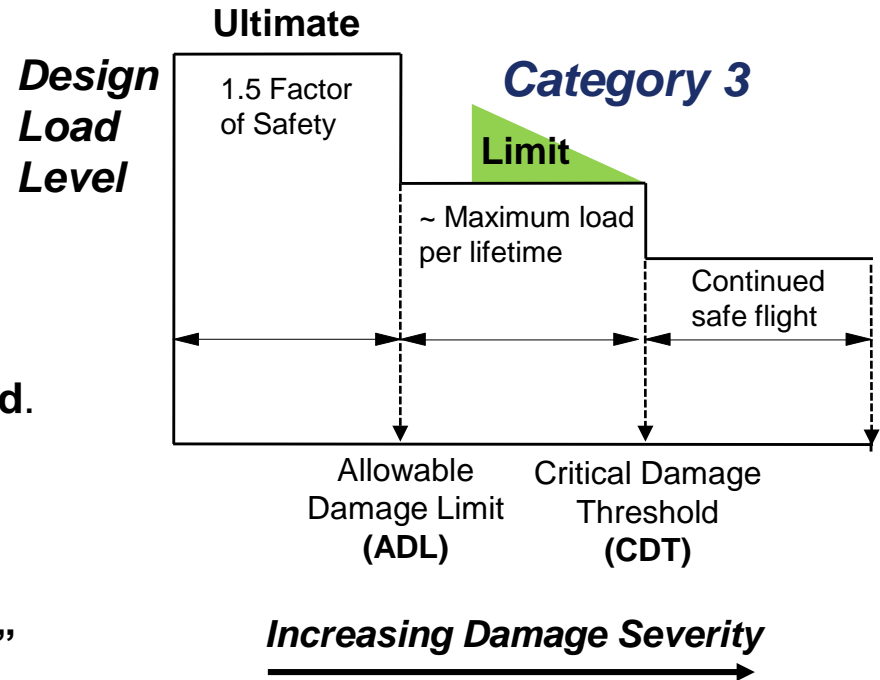 Ultimate
Design
Load
Level
1.5 Factor
of Safety
Category 3
Limit
~ Maximum load
per lifetime
Continued
safe flight
d.
Allowable
Damage Limit
(ADL)
Critical Damage
Threshold
(CDT)
”
Increasing Damage Severity